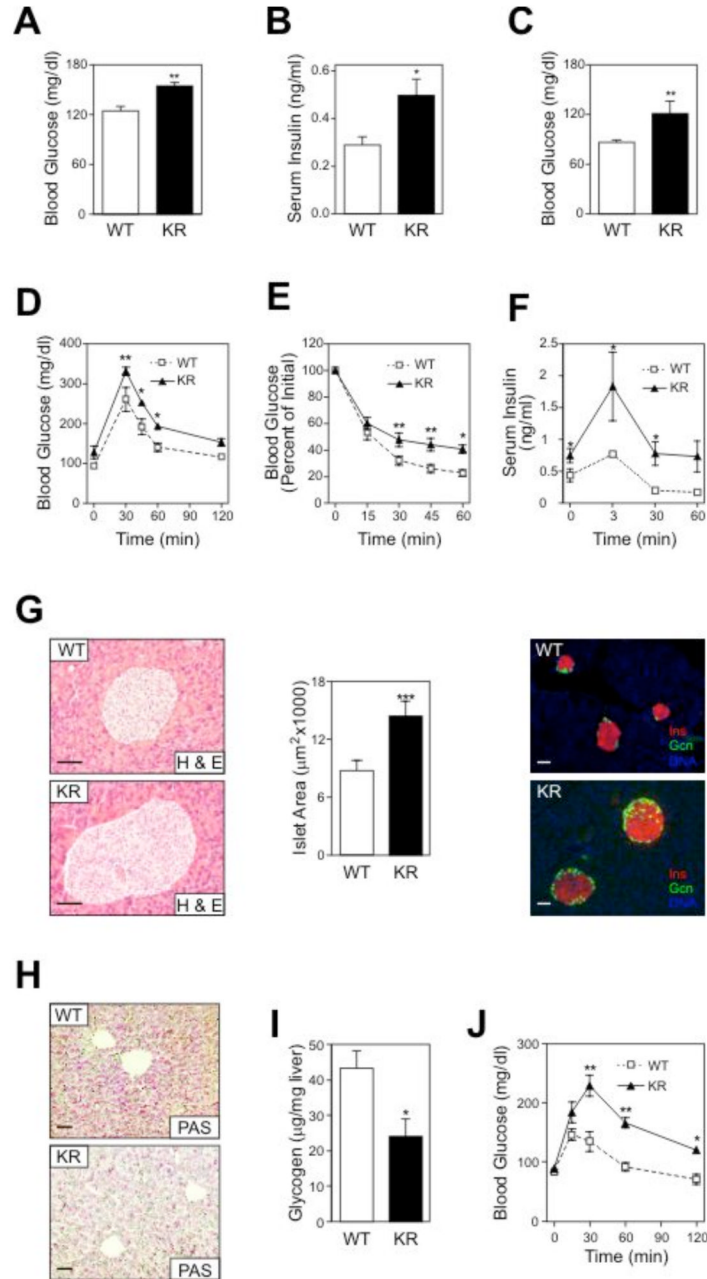 A
Blood Glucose (mg/dl)
180
120
60
0
**
WT KR
B
Serum Insulin (ng/ml)
0.6
0.4
0.2
0.0
*
WT KR
C
Blood Glucose (mg/dl)
180
120
60
0
**
WT KR
D
Blood Glucose (mg/dl)
400
300
200
100
0
**
*
*
WT
KR
0 30 60 90 120
Time (min)
E
Blood Glucose
(Percent of Initial)
120
100
80
60
40
20
0
WT
KR
** ** *
0 15 30 45 60
Time (min)
F
Serum Insulin
(ng/ml)
2.5
2
1.5
1
0.5
0
*
*
*
WT
KR
0 3 30 60
Time (min)
G
WT
H & E
KR
H & E
Islet Area (μm²x1000)
18
12
6
0
***
WT KR
WT
Ins
Gcn
DNA
KR
Ins
Gcn
DNA
H
WT
PAS
KR
PAS
I
Glycogen (μg/mg liver)
50
40
30
20
10
0
*
WT KR
J
Blood Glucose (mg/dl)
300
200
100
0
**
**
*
WT
KR
0 30 60 90 120
Time (min)